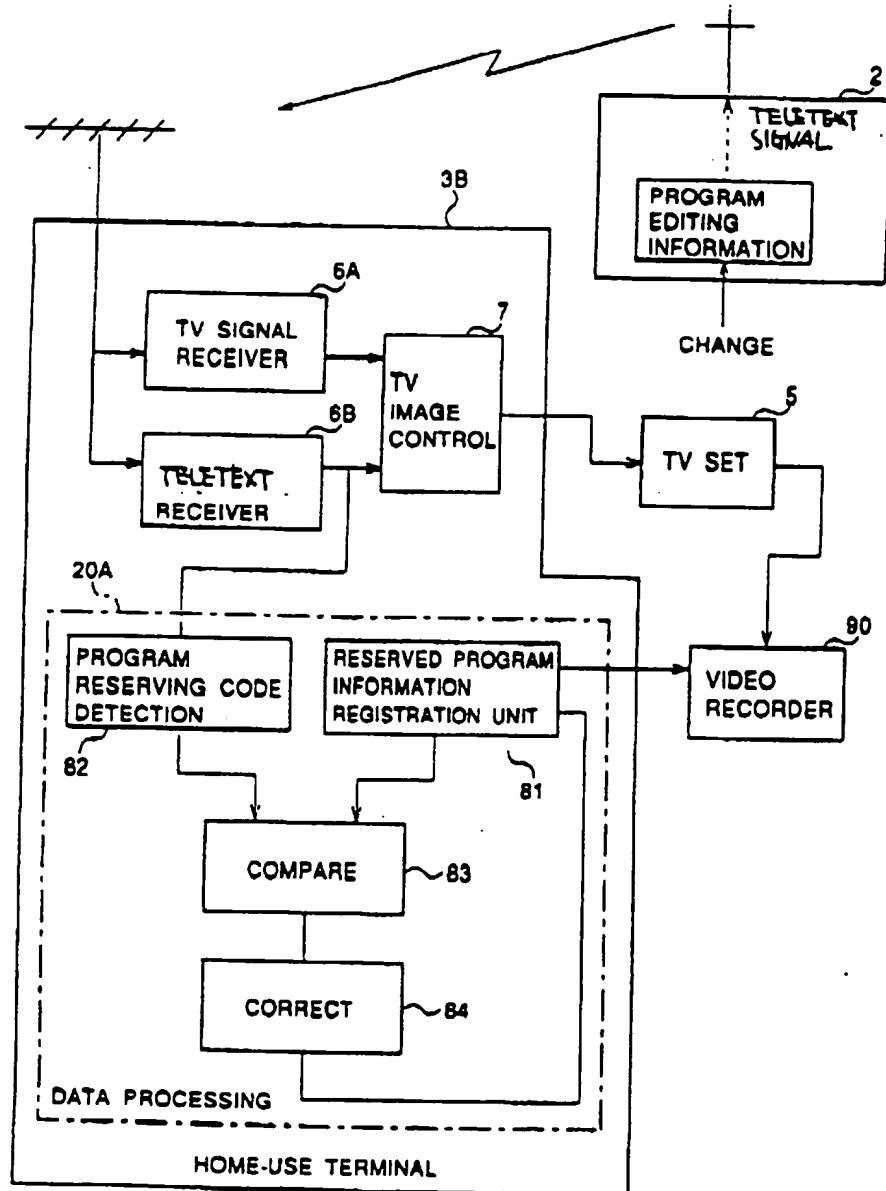 2
TELETEXT
SIGNAL
PROGRAM
EDITING
INFORMATION
CHANGE
3B
6A
TV SIGNAL
RECEIVER
7
TV
IMAGE
CONTROL
6B
TELETEXT
RECEIVER
5
TV SET
20A
PROGRAM
RESERVING CODE
DETECTION
82
RESERVED PROGRAM
INFORMATION
REGISTRATION UNIT
81
80
VIDEO
RECORDER
COMPARE
83
CORRECT
84
DATA PROCESSING
HOME-USE TERMINAL